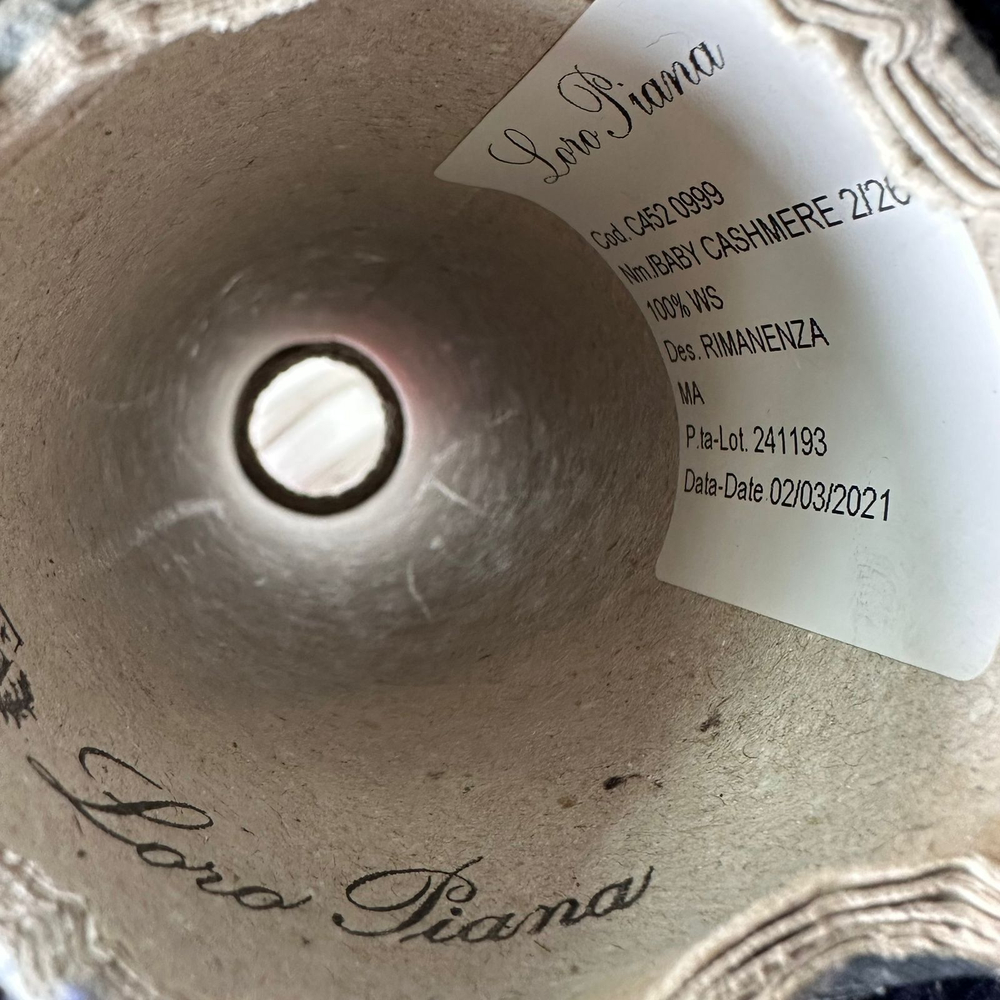 Loro Piana
Cod. C452 0999
Nm./BABY CASHMERE 2/26
100% WS
Des. RIMANENZA
MA
P.ta-Lot. 241193
Data-Date 02/03/2021
Loro Piana